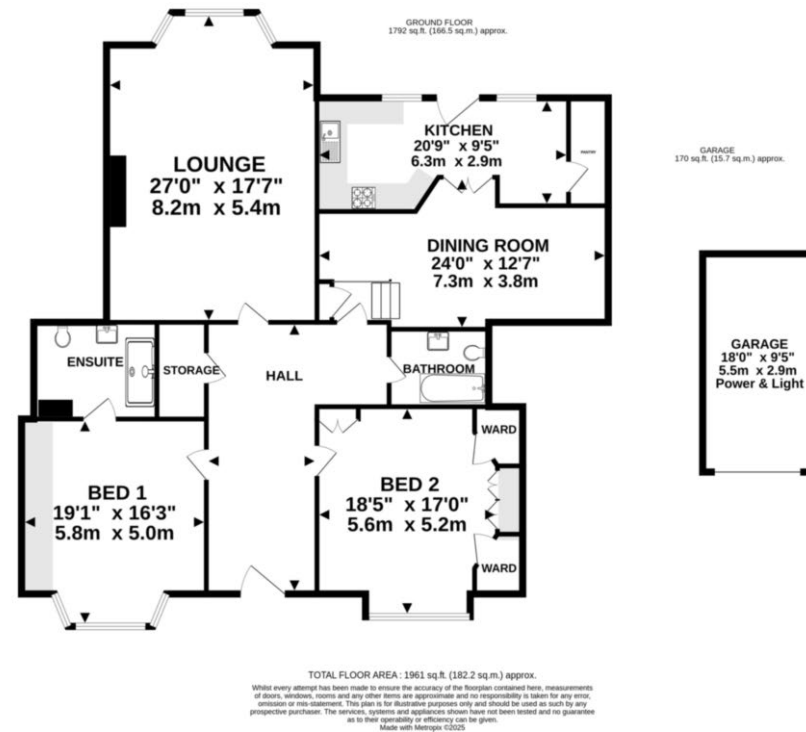 GROUND FLOOR
1792 sq.ft. (166.5 sq.m.) approx.
KITCHEN
20'9" x 9'5"
6.3m x 2.9m
PANTRY
LOUNGE
27'0" x 17'7"
8.2m x 5.4m
DINING ROOM
24'0" x 12'7"
7.3m x 3.8m
ENSUITE
STORAGE
HALL
BATHROOM
BED 1
19'1" x 16'3"
5.8m x 5.0m
BED 2
18'5" x 17'0"
5.6m x 5.2m
WARD
WARD
GARAGE
170 sq.ft. (15.7 sq.m.) approx.
GARAGE
18'0" x 9'5"
5.5m x 2.9m
Power & Light
TOTAL FLOOR AREA : 1961 sq.ft. (182.2 sq.m.) approx.
Whilst every attempt has been made to ensure the accuracy of the floorplan contained here, measurements
of doors, windows, rooms and any other items are approximate and no responsibility is taken for any error,
omission or mis-statement. This plan is for illustrative purposes only and should be used as such by any
prospective purchaser. The services, systems and appliances shown have not been tested and no guarantee
as to their operability or efficiency can be given.
Made with Metropix ©2025